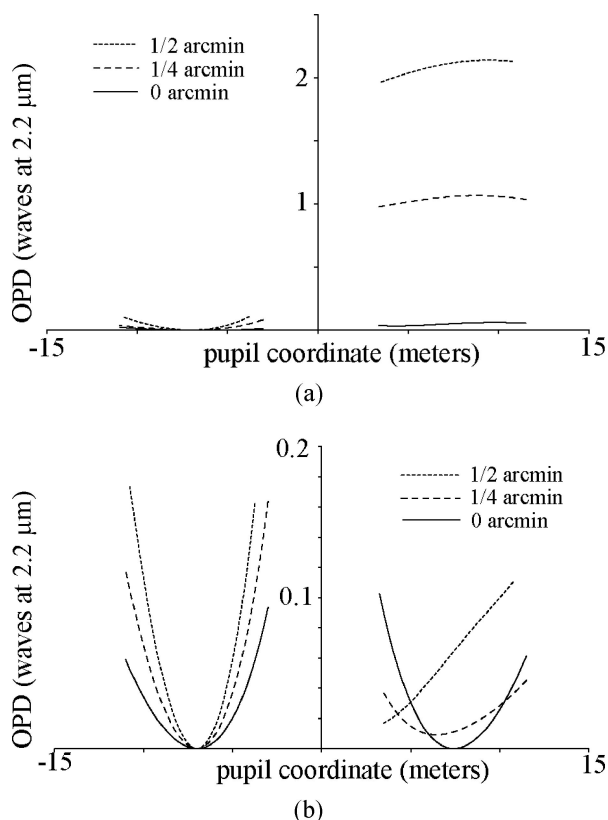 2
1/2 arcmin
1/4 arcmin
0 arcmin
OPD (waves at 2.2 μm)
1
-15
pupil coordinate (meters)
15
(a)
0.2
1/2 arcmin
1/4 arcmin
0 arcmin
OPD (waves at 2.2 μm)
0.1
-15
pupil coordinate (meters)
15
(b)